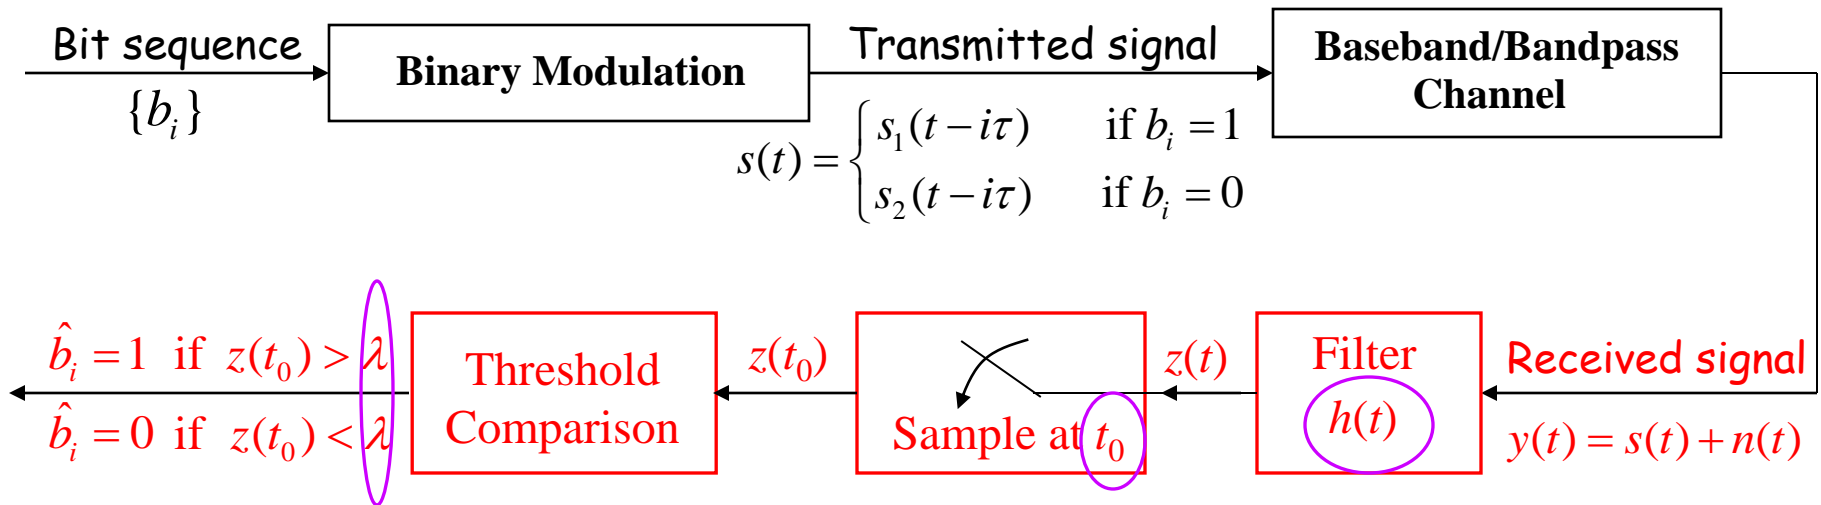 Bit sequence
{b_i}
Binary Modulation
Transmitted signal
s(t) = { s_1(t − iτ) if b_i = 1
s_2(t − iτ) if b_i = 0
Baseband/Bandpass
Channel
Received signal
y(t) = s(t) + n(t)
Filter
h(t)
z(t)
Sample at t_0
z(t_0)
Threshold
Comparison
b̂_i = 1 if z(t_0) > λ
b̂_i = 0 if z(t_0) < λ